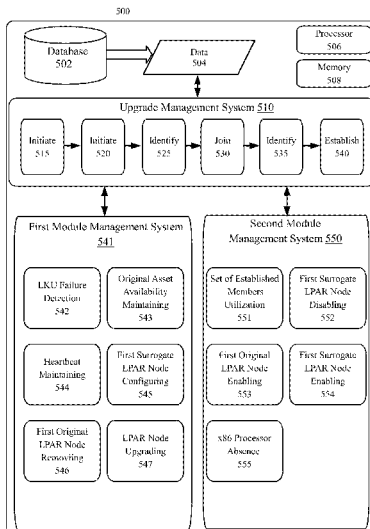 500
Database
502
Data
504
Processor
506
Memory
508
Upgrade Management System 510
Initiate
515
Initiate
520
Identify
525
Join
530
Identify
535
Establish
540
First Module Management System
541
LKU Failure
Detection
542
Original Asset
Availability
Maintaining
543
Heartbeat
Maintaining
544
First Surrogate
LPAR Node
Configuring
545
First Original
LPAR Node
Removing
546
LPAR Node
Upgrading
547
Second Module
Management System 550
Set of Established
Members
Utilization
551
First Surrogate
LPAR Node
Disabling
552
First Original
LPAR Node
Enabling
553
First Surrogate
LPAR Node
Enabling
554
x86 Processor
Absence
555